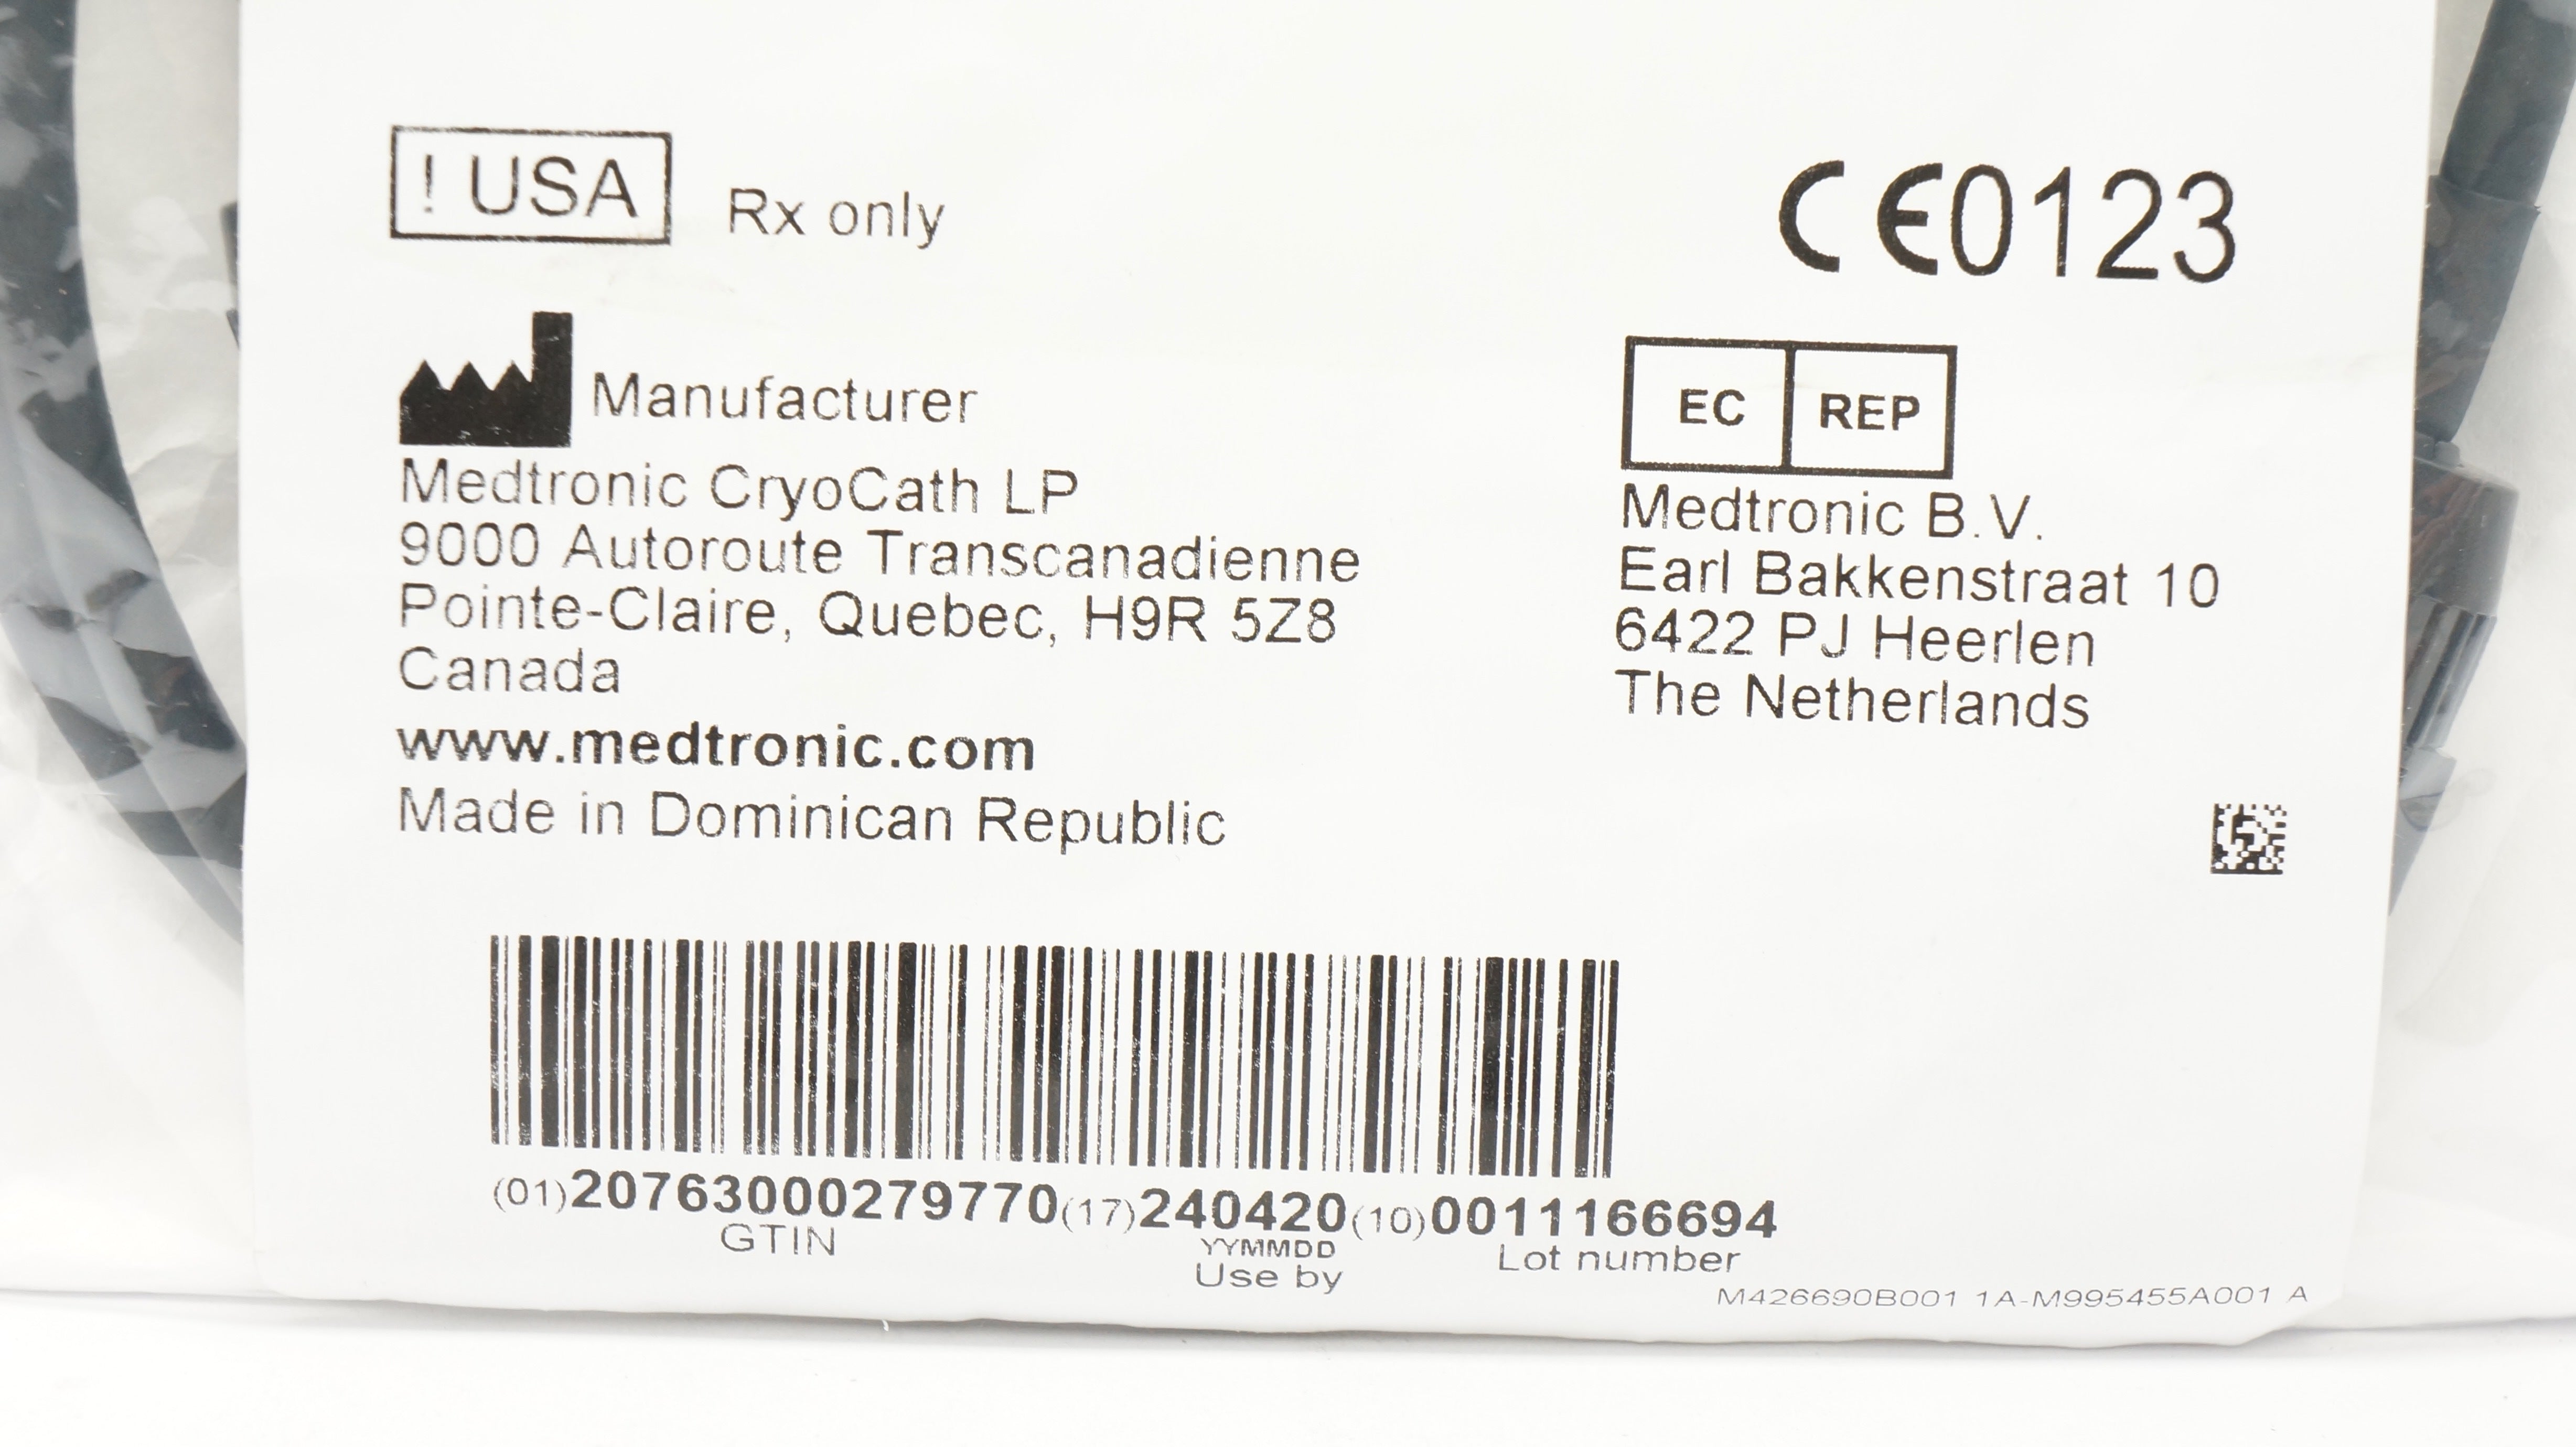 ! USA Rx only
CE0123
Manufacturer
Medtronic CryoCath LP
9000 Autoroute Transcanadienne
Pointe-Claire, Quebec, H9R 5Z8
Canada
www.medtronic.com
Made in Dominican Republic
EC REP
Medtronic B.V.
Earl Bakkenstraat 10
6422 PJ Heerlen
The Netherlands
(01)20763000279770(17)240420(10)0011166694
GTIN YYMMDD Lot number
Use by
M426690B001 1A-M995455A001 A